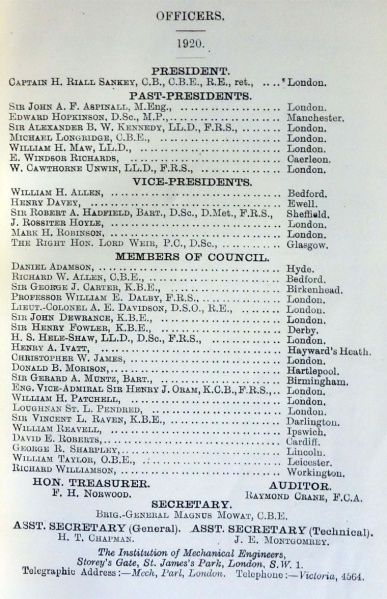 OFFICERS.
1920.
PRESIDENT.
CAPTAIN H. RIALL SANKEY, C.B., C.B.E., R.E., ret., .... London.
PAST-PRESIDENTS.
SIR JOHN A. F. ASPINALL, M.Eng., .................. London.
EDWARD HOPKINSON, D.Sc., M.P., .................. Manchester.
SIR ALEXANDER B. W. KENNEDY, LL.D., F.R.S., ........ London.
MICHAEL LONGRIDGE, C.B.E., ...................... London.
WILLIAM H. MAW, LL.D., ...................... London.
E. WINDSOR RICHARDS, ...................... Caerleon.
W. CAWTHORNE UNWIN, LL.D., F.R.S., .............. London.
VICE-PRESIDENTS.
WILLIAM H. ALLEN, ...................... Bedford.
HENRY DAVEY, ...................... Ewell.
SIR ROBERT A. HADFIELD, BART., D.Sc., D.Met., F.R.S., Sheffield.
J. ROSSITER HOYLE, ...................... London.
MARK H. ROBINSON, ...................... London.
THE RIGHT HON. LORD WEIR, P.C., D.Sc., .......... Glasgow.
MEMBERS OF COUNCIL.
DANIEL ADAMSON, ...................... Hyde.
RICHARD W. ALLEN, C.B.E., ...................... Bedford.
SIR GEORGE J. CARTER, K.B.E., .................. Birkenhead.
PROFESSOR WILLIAM E. DALBY, F.R.S., .............. London.
LIEUT.-COLONEL A. E. DAVIDSON, D.S.O., R.E., ........ London.
SIR JOHN DEWRANCE, K.B.E., ...................... London.
SIR HENRY FOWLER, K.B.E., ...................... Derby.
H. S. HELE-SHAW, LL.D., D.Sc., F.R.S., ............ London.
HENRY A. IVATT, ...................... Hayward's Heath.
CHRISTOPHER W. JAMES, ...................... London.
DONALD B. MORISON, ...................... Hartlepool.
SIR GERARD A. MUNTZ, BART., .................. Birmingham.
ENG. VICE-ADMIRAL SIR HENRY J. ORAM, K.C.B., F.R.S., .. London.
WILLIAM H. PATCHELL, ...................... London.
LOUGHNAN ST. L. PENDRED, ...................... London.
SIR VINCENT L. RAVEN, K.B.E., .................. Darlington.
WILLIAM REAVELL, ...................... Ipswich.
DAVID E. ROBERTS, ...................... Cardiff.
GEORGE R. SHARPLEY, ...................... Lincoln.
WILLIAM TAYLOR, O.B.E., ...................... Leicester.
RICHARD WILLIAMSON, ...................... Workington.
HON. TREASURER. AUDITOR.
F. H. NORWOOD. RAYMOND CRANE, F.C.A.
SECRETARY.
BRIG.-GENERAL MAGNUS MOWAT, C.B.E.
ASST. SECRETARY (General). ASST. SECRETARY (Technical).
H. T. CHAPMAN. J. E. MONTGOMREY.
The Institution of Mechanical Engineers,
Storey's Gate, St. James's Park, London, S.W. 1.
Telegraphic Address:—Mech, Parl, London. Telephone:—Victoria, 4564.